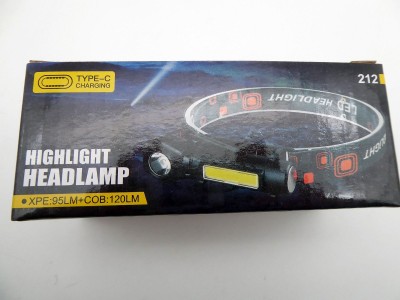 TYPE-C
CHARGING
212
LED HEADLIGHT
HIGHLIGHT
HEADLAMP
XPE:95LM+COB:120LM